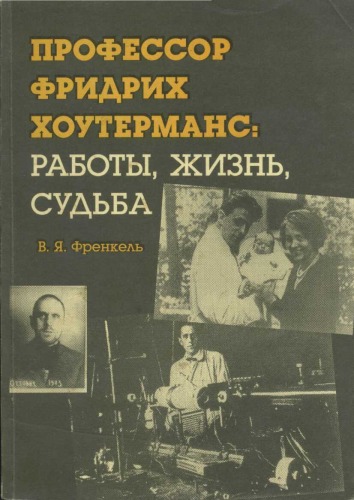 ПРОФЕССОР
ФРИДРИХ
ХОУТЕРМАНС:
РАБОТЫ, ЖИЗНЬ,
СУДЬБА
В. Я. Френкель